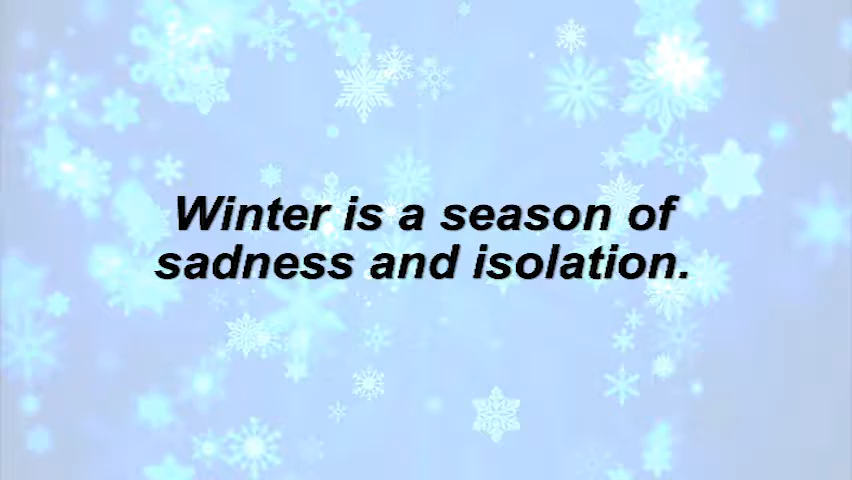 Winter is a season of
sadness and isolation.